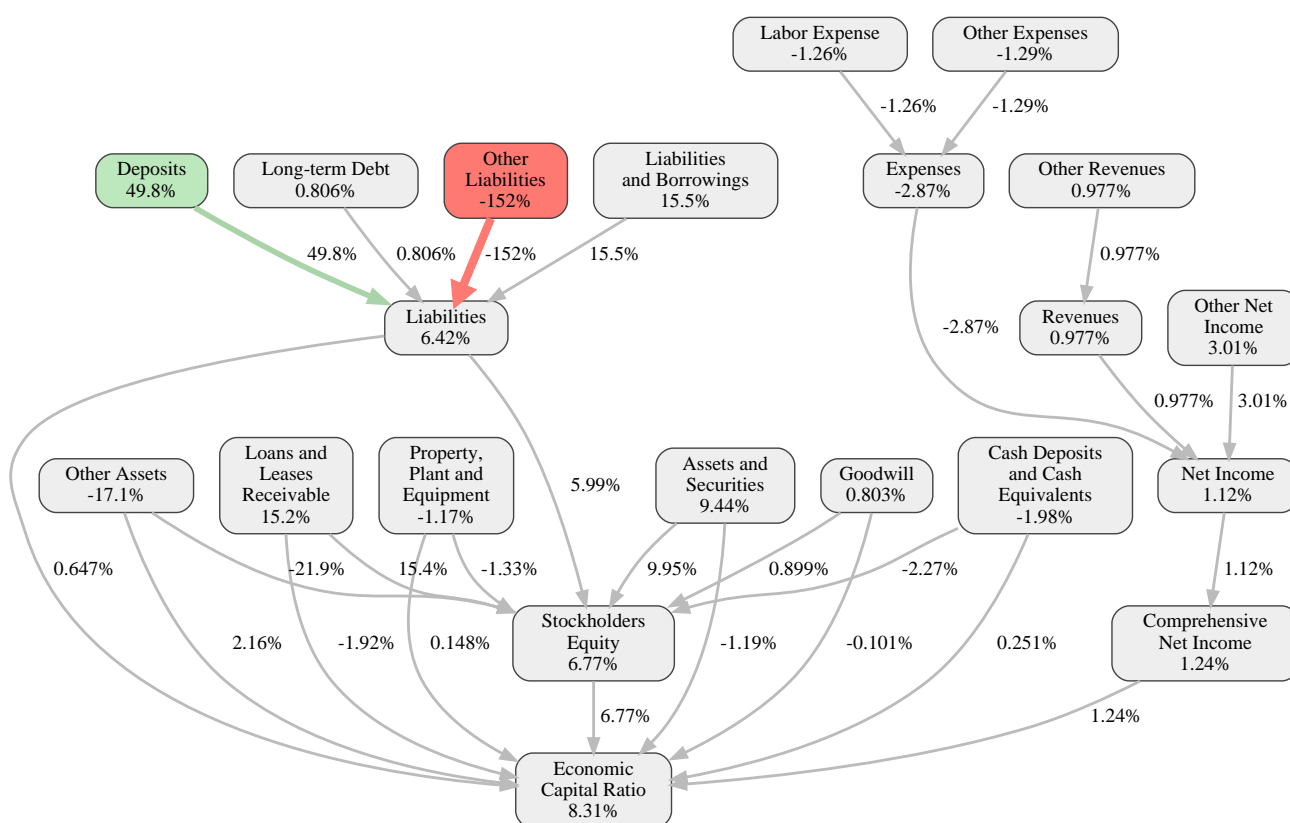 Labor Expense
-1.26%
Other Expenses
-1.29%
-1.26%
-1.29%
Deposits
49.8%
Long-term Debt
0.806%
Other
Liabilities
-152%
Liabilities
and Borrowings
15.5%
Expenses
-2.87%
Other Revenues
0.977%
49.8%
0.806%
-152%
15.5%
0.977%
Liabilities
6.42%
-2.87%
Revenues
0.977%
Other Net
Income
3.01%
0.977%
3.01%
Other Assets
-17.1%
Loans and
Leases
Receivable
15.2%
Property,
Plant and
Equipment
-1.17%
5.99%
Assets and
Securities
9.44%
Goodwill
0.803%
Cash Deposits
and Cash
Equivalents
-1.98%
Net Income
1.12%
0.647%
-21.9%
15.4%
-1.33%
9.95%
0.899%
-2.27%
1.12%
2.16%
-1.92%
0.148%
Stockholders
Equity
6.77%
-1.19%
-0.101%
0.251%
Comprehensive
Net Income
1.24%
6.77%
1.24%
Economic
Capital Ratio
8.31%